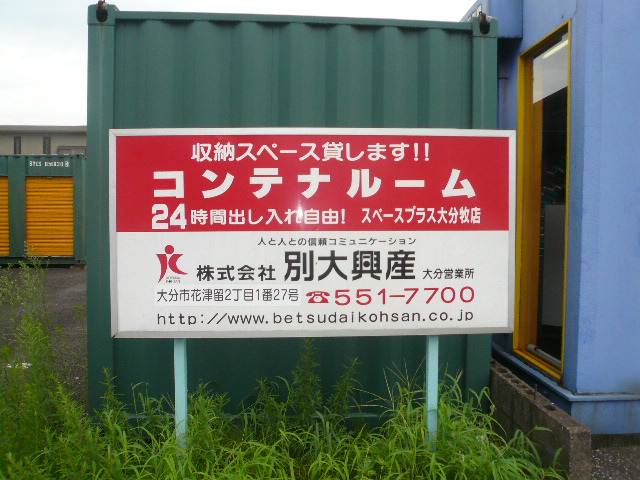 収納スペース貸します!!
コンテナルーム
24時間出し入れ自由! スペースプラス大分牧店
人と人との信頼コミュニケーション
株式会社 別大興産 大分営業所
大分市花津留2丁目1番27号 ☎551-7700
http://www.betsudaikohsan.co.jp